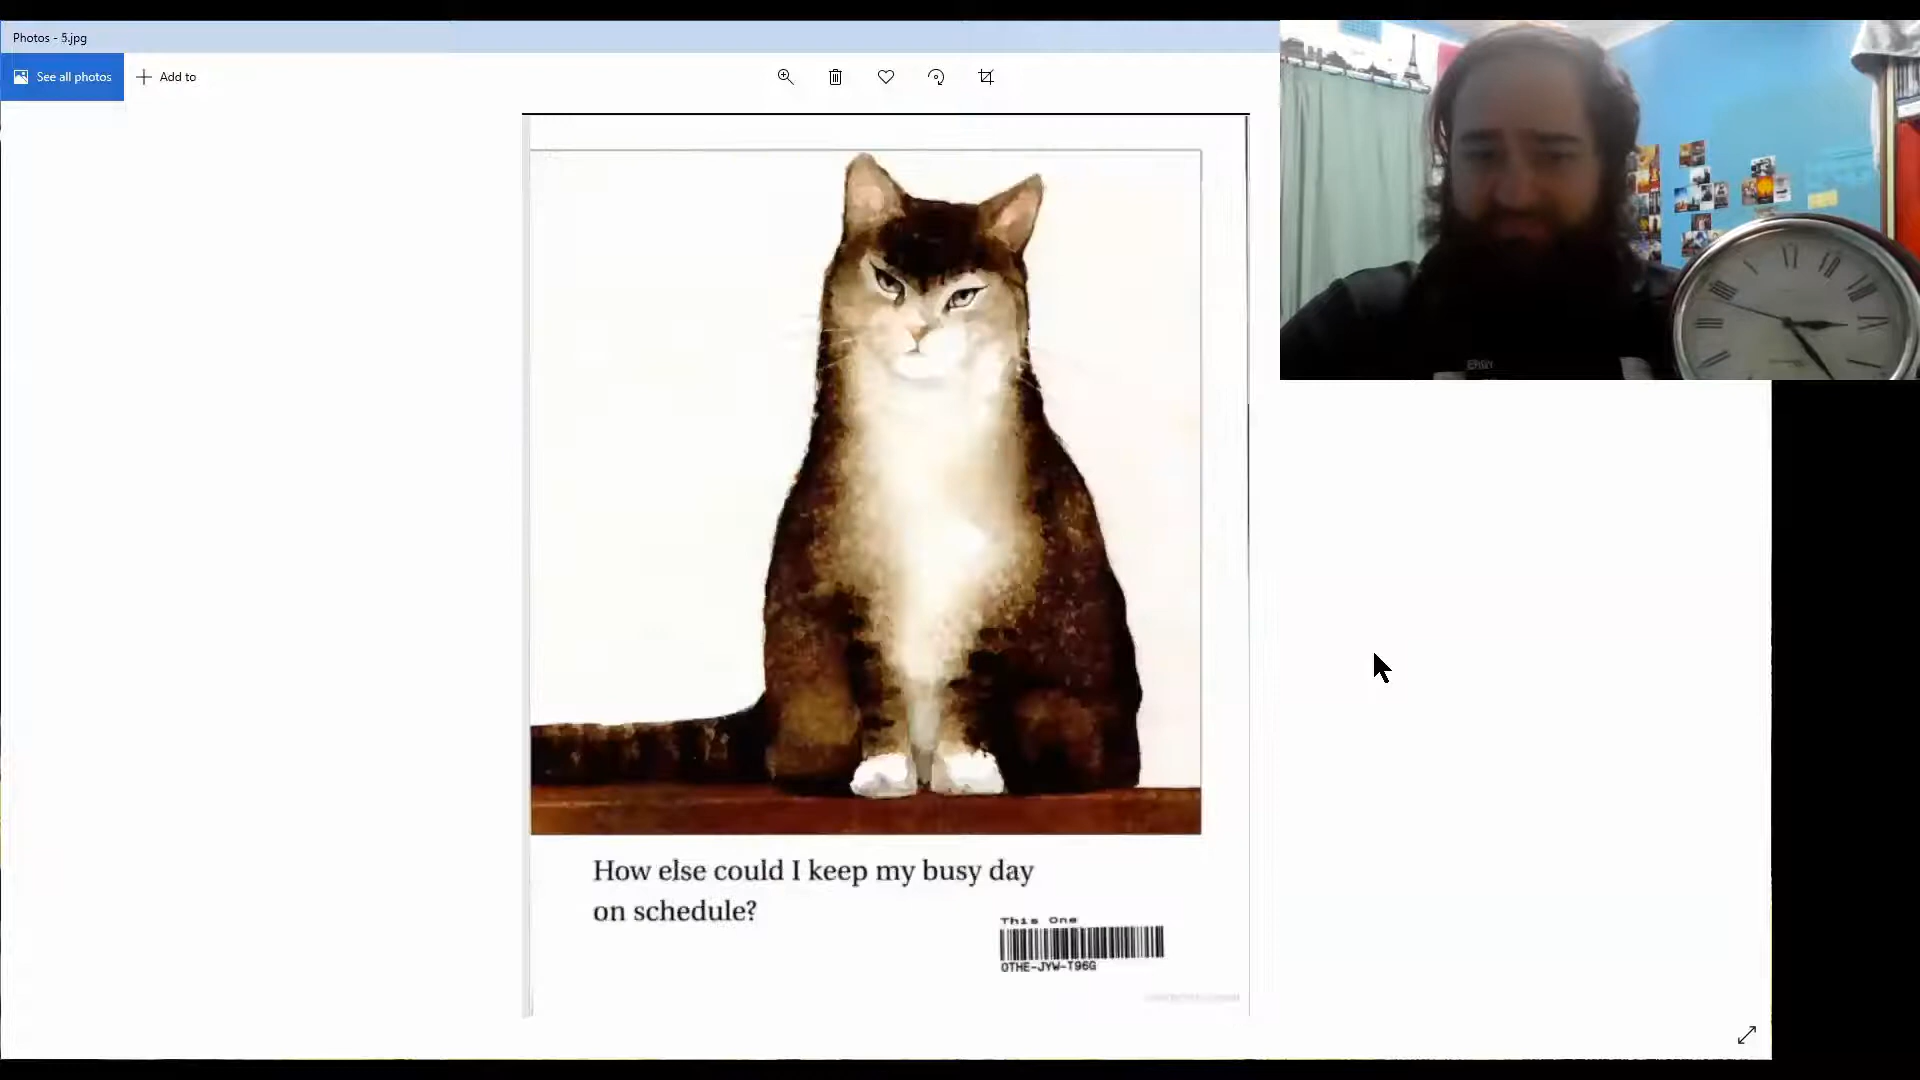 Photos - 5.jpg
See all photos
Add to
How else could I keep my busy day
on schedule?
This One
0THE-JYW-T96G